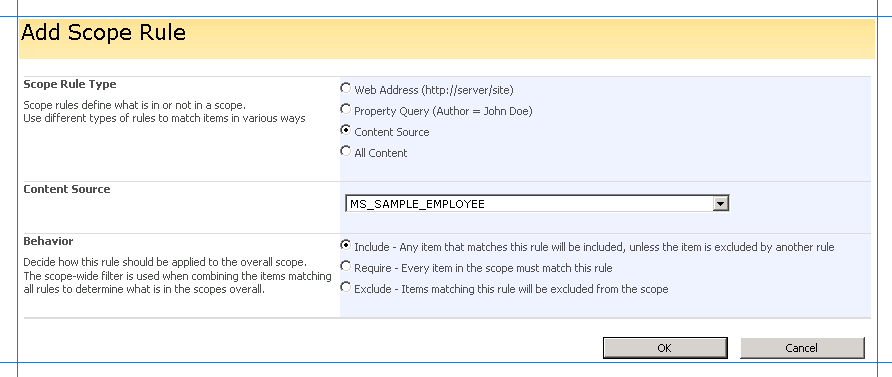 Add Scope Rule
Scope Rule Type
Scope rules define what is in or not in a scope.
Use different types of rules to match items in various ways
Web Address (http://server/site)
Property Query (Author = John Doe)
Content Source
All Content
Content Source
MS_SAMPLE_EMPLOYEE
Behavior
Decide how this rule should be applied to the overall scope.
The scope-wide filter is used when combining the items matching
all rules to determine what is in the scopes overall.
Include - Any item that matches this rule will be included, unless the item is excluded by another rule
Require - Every item in the scope must match this rule
Exclude - Items matching this rule will be excluded from the scope
OK
Cancel